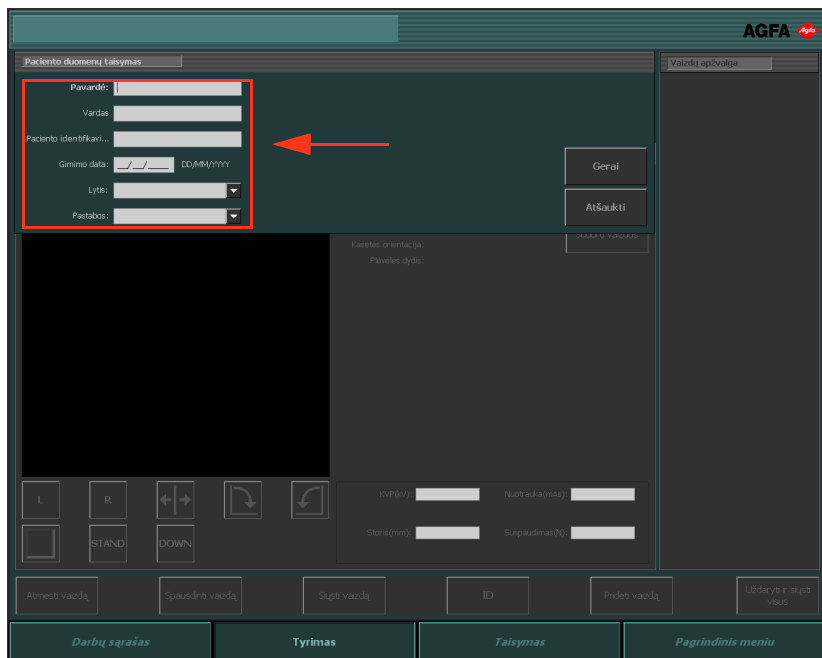 AGFA Agfa
Paciento duomenų taisymas
Vaizdų apžvalga
Pavardė:
Vardas
Paciento identifikavi...
Gimimo data: __/__/____ DD/MM/YYYY
Lytis:
Pastabos:
Gerai
Atšaukti
Kasetės orientacija:
Plėvelės dydis:
L
R
STAND
DOWN
KVP(kV):
Nuotrauka(mAs):
Storis(mm):
Suspaudimas(N):
Atmesti vaizdą
Spausdinti vaizdą
Siųsti vaizdą
ID
Pridėti vaizdą
Uždaryti ir siųsti
visus
Darbų sąrašas
Tyrimas
Taisymas
Pagrindinis meniu